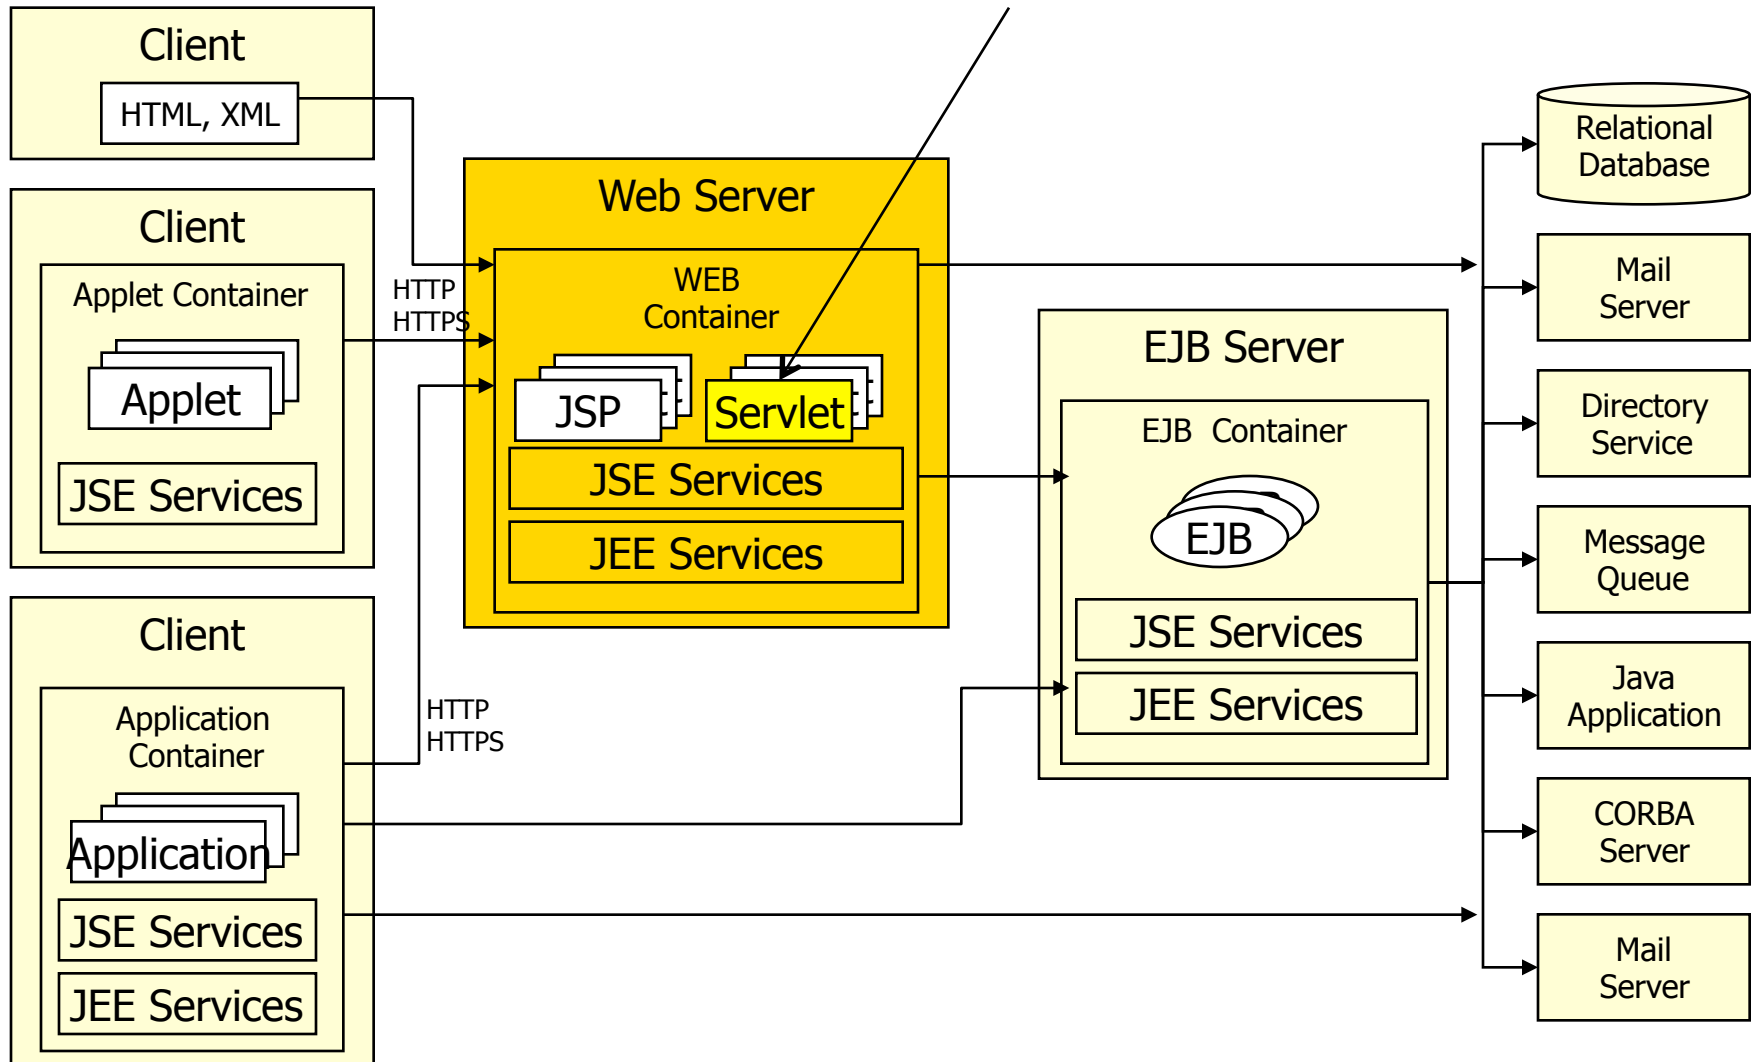 Client
HTML, XML
Client
Applet Container
Applet
JSE Services
HTTP
HTTPS
Client
Application
Container
Application
JSE Services
JEE Services
HTTP
HTTPS
Web Server
WEB
Container
JSP
Servlet
JSE Services
JEE Services
EJB Server
EJB Container
EJB
JSE Services
JEE Services
Relational
Database
Mail
Server
Directory
Service
Message
Queue
Java
Application
CORBA
Server
Mail
Server